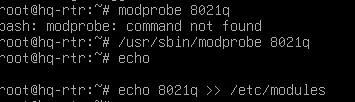 root@hq-rtr:~# modprobe 8021q
bash: modprobe: command not found
root@hq-rtr:~# /usr/sbin/modprobe 8021q
root@hq-rtr:~# echo
root@hq-rtr:~# echo 8021q >> /etc/modules